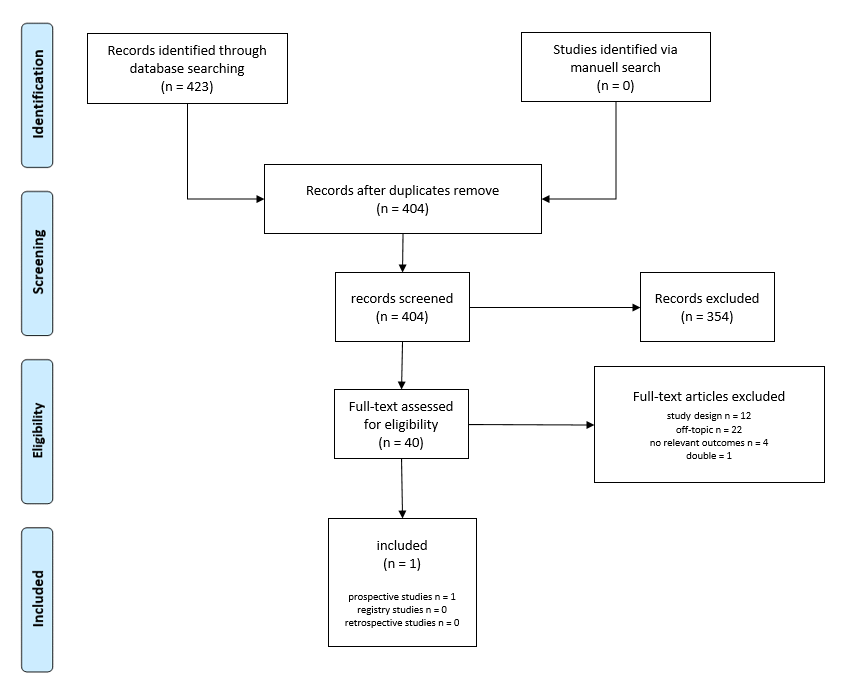 Identification
Records identified through
database searching
(n = 423)
Studies identified via
manuell search
(n = 0)
Records after duplicates remove
(n = 404)
Screening
records screened
(n = 404)
Records excluded
(n = 354)
Eligibility
Full-text assessed
for eligibility
(n = 40)
Full-text articles excluded
study design n = 12
off-topic n = 22
no relevant outcomes n = 4
double = 1
Included
included
(n = 1)
prospective studies n = 1
registry studies n = 0
retrospective studies n = 0